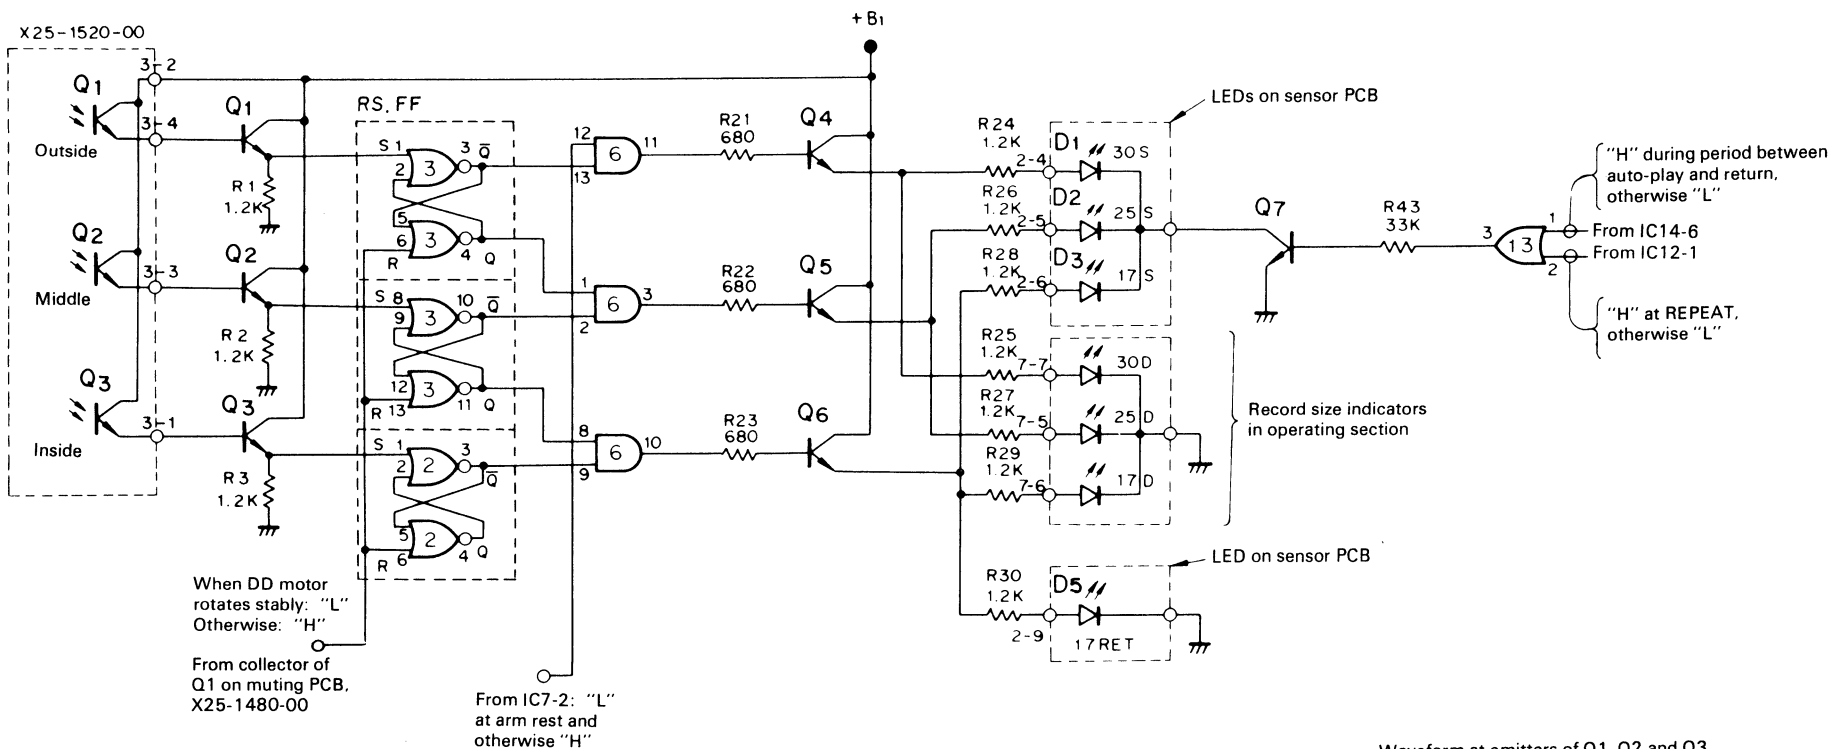 X25-1520-00
+B1
3-2
Q1
3-4
Outside
Q1
R1
1.2K
Q2
3-3
Middle
Q2
R2
1.2K
Q3
3-1
Inside
Q3
R3
1.2K
RS, FF
S 1
2
3
3 Q̅
5
6
R
3
4 Q
S 8
9
3
10 Q̅
12
R 13
3
11 Q
S 1
2
2
3
Q̅
5
R 6
2
4 Q
When DD motor
rotates stably: "L"
Otherwise: "H"
From collector of
Q1 on muting PCB,
X25-1480-00
12
13
6
11
1
2
6
3
8
9
6
10
From IC7-2: "L"
at arm rest and
otherwise "H"
R21
680
Q4
R22
680
Q5
R23
680
Q6
R24
1.2K
2-4
D1
30S
R26
1.2K
2-5
D2
25 S
R28
1.2K
2-6
D3
17 S
LEDs on sensor PCB
R25
1.2K
7-7
30D
R27
1.2K
7-5
25 D
R29
1.2K
7-6
17 D
Record size indicators
in operating section
LED on sensor PCB
R30
1.2K
2-9
D5
17RET
Q7
R43
33K
3
13
1
2
From IC14-6
From IC12-1
"H" during period between
auto-play and return,
otherwise "L"
"H" at REPEAT,
otherwise "L"
Waveform at emitters of Q1, Q2 and Q3